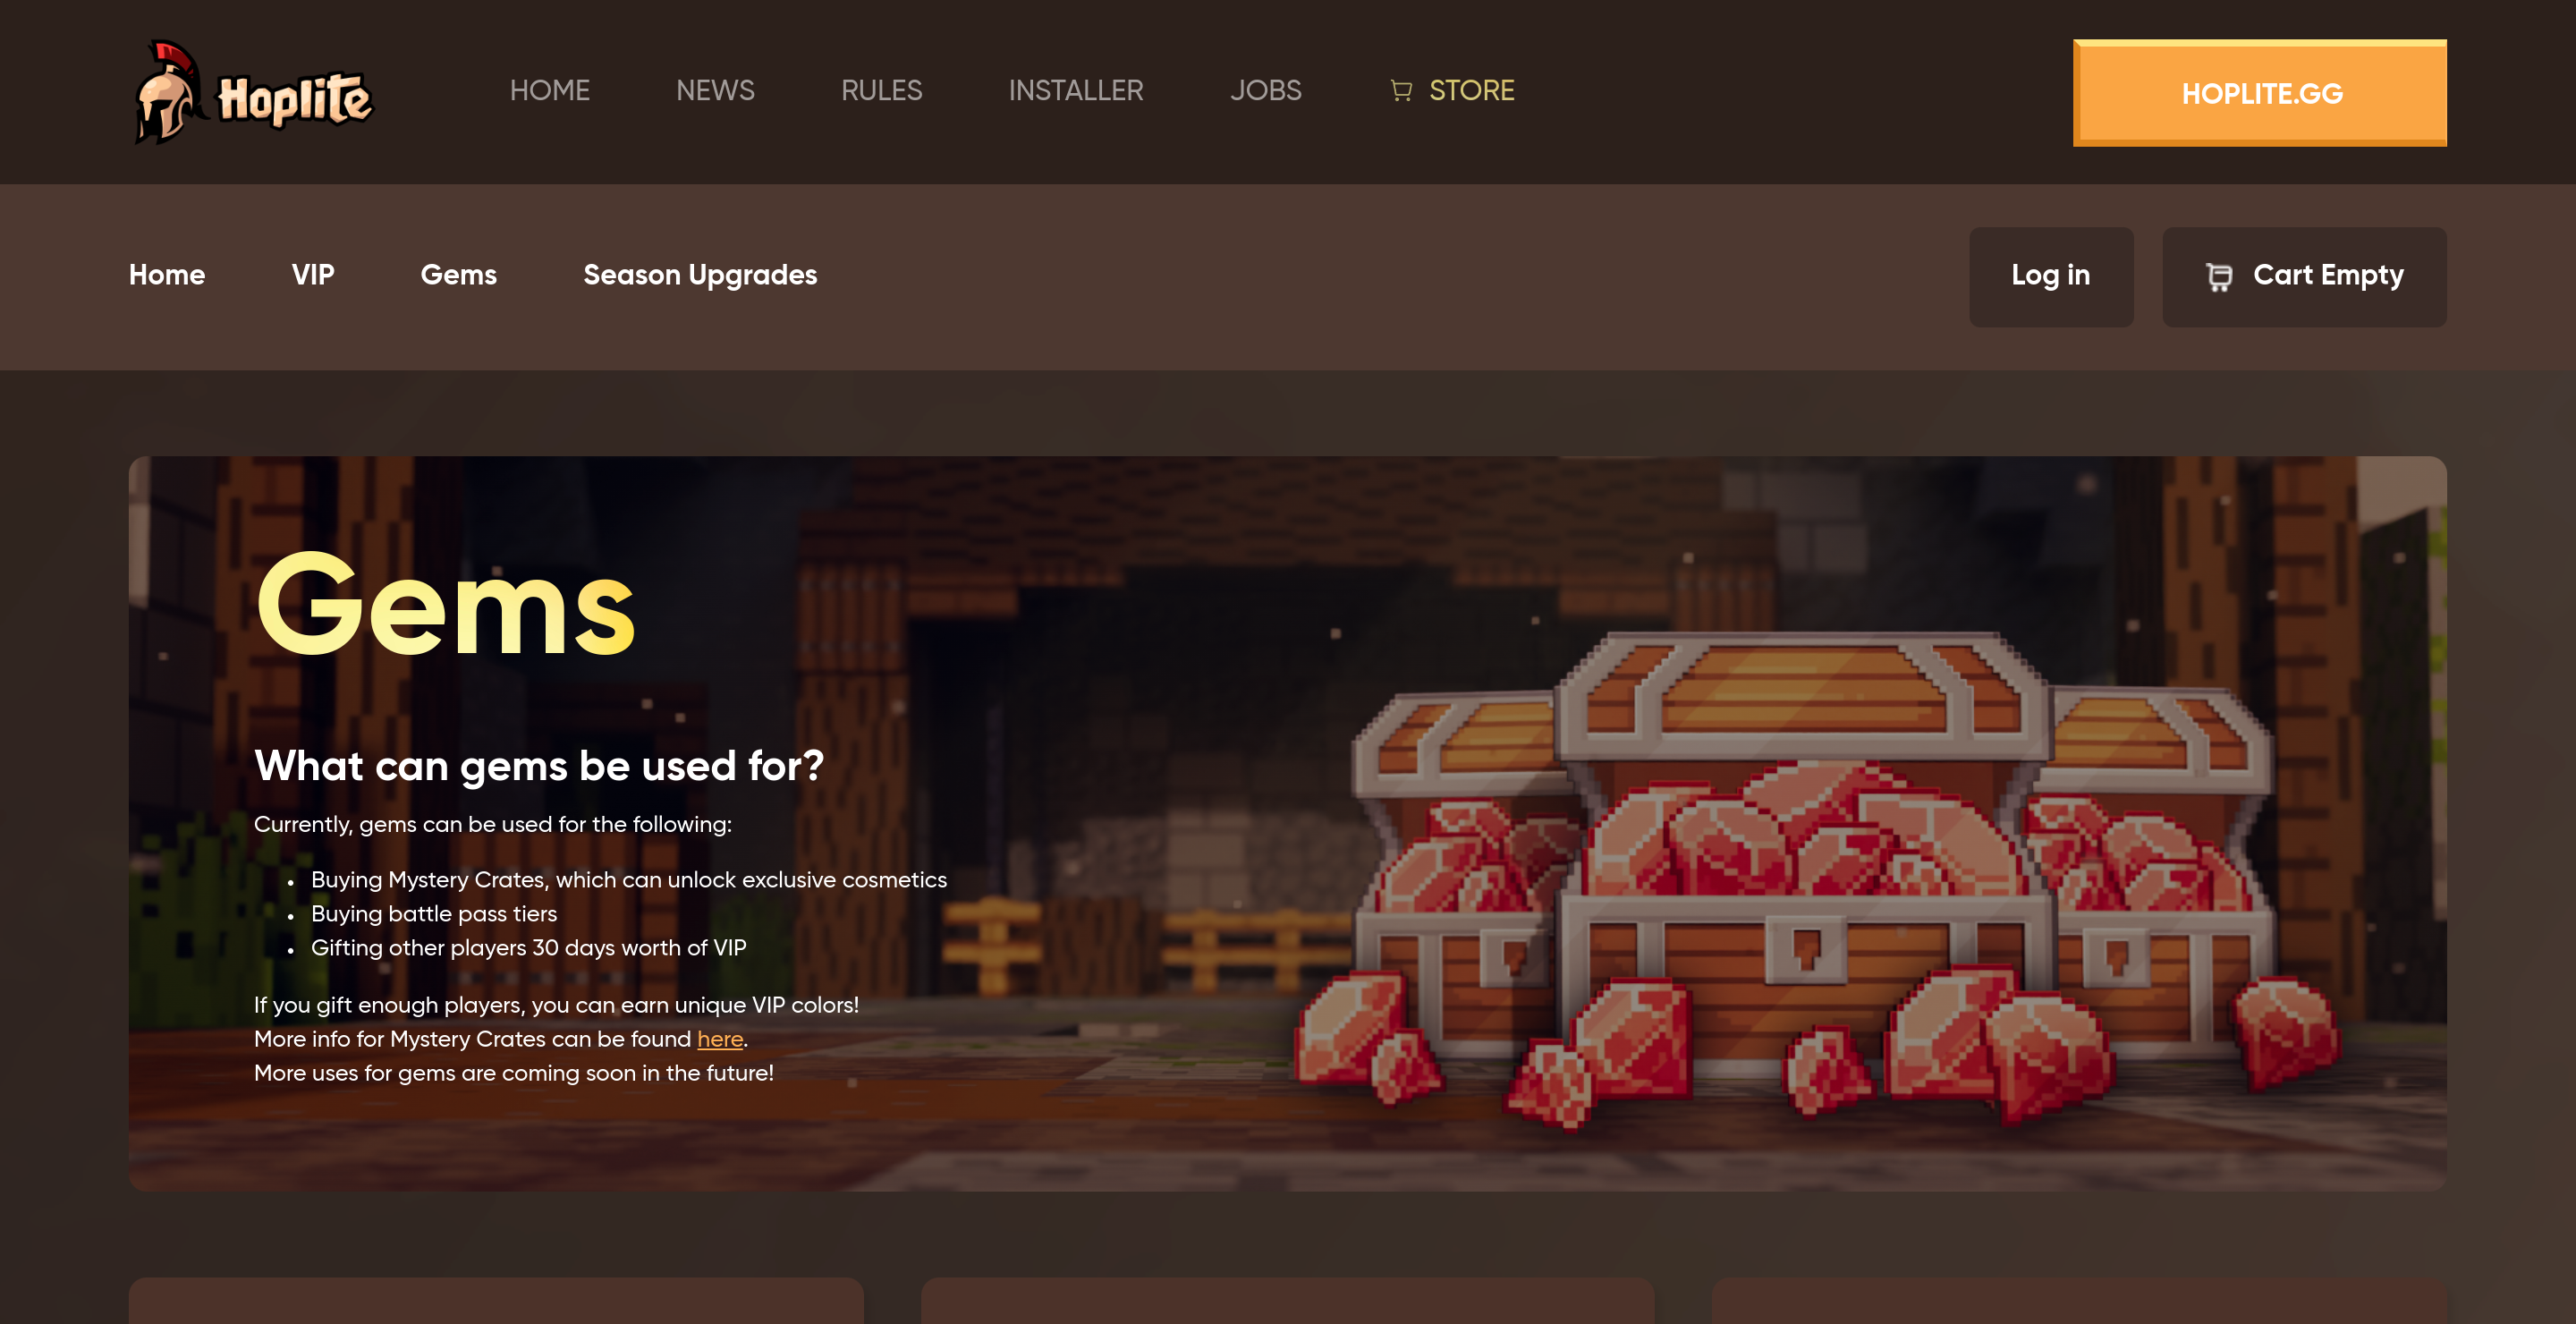 Hoplite
HOME NEWS RULES INSTALLER JOBS STORE
HOPLITE.GG
Home VIP Gems Season Upgrades
Log in
Cart Empty
Gems
What can gems be used for?
Currently, gems can be used for the following:
• Buying Mystery Crates, which can unlock exclusive cosmetics
• Buying battle pass tiers
• Gifting other players 30 days worth of VIP
If you gift enough players, you can earn unique VIP colors!
More info for Mystery Crates can be found here.
More uses for gems are coming soon in the future!